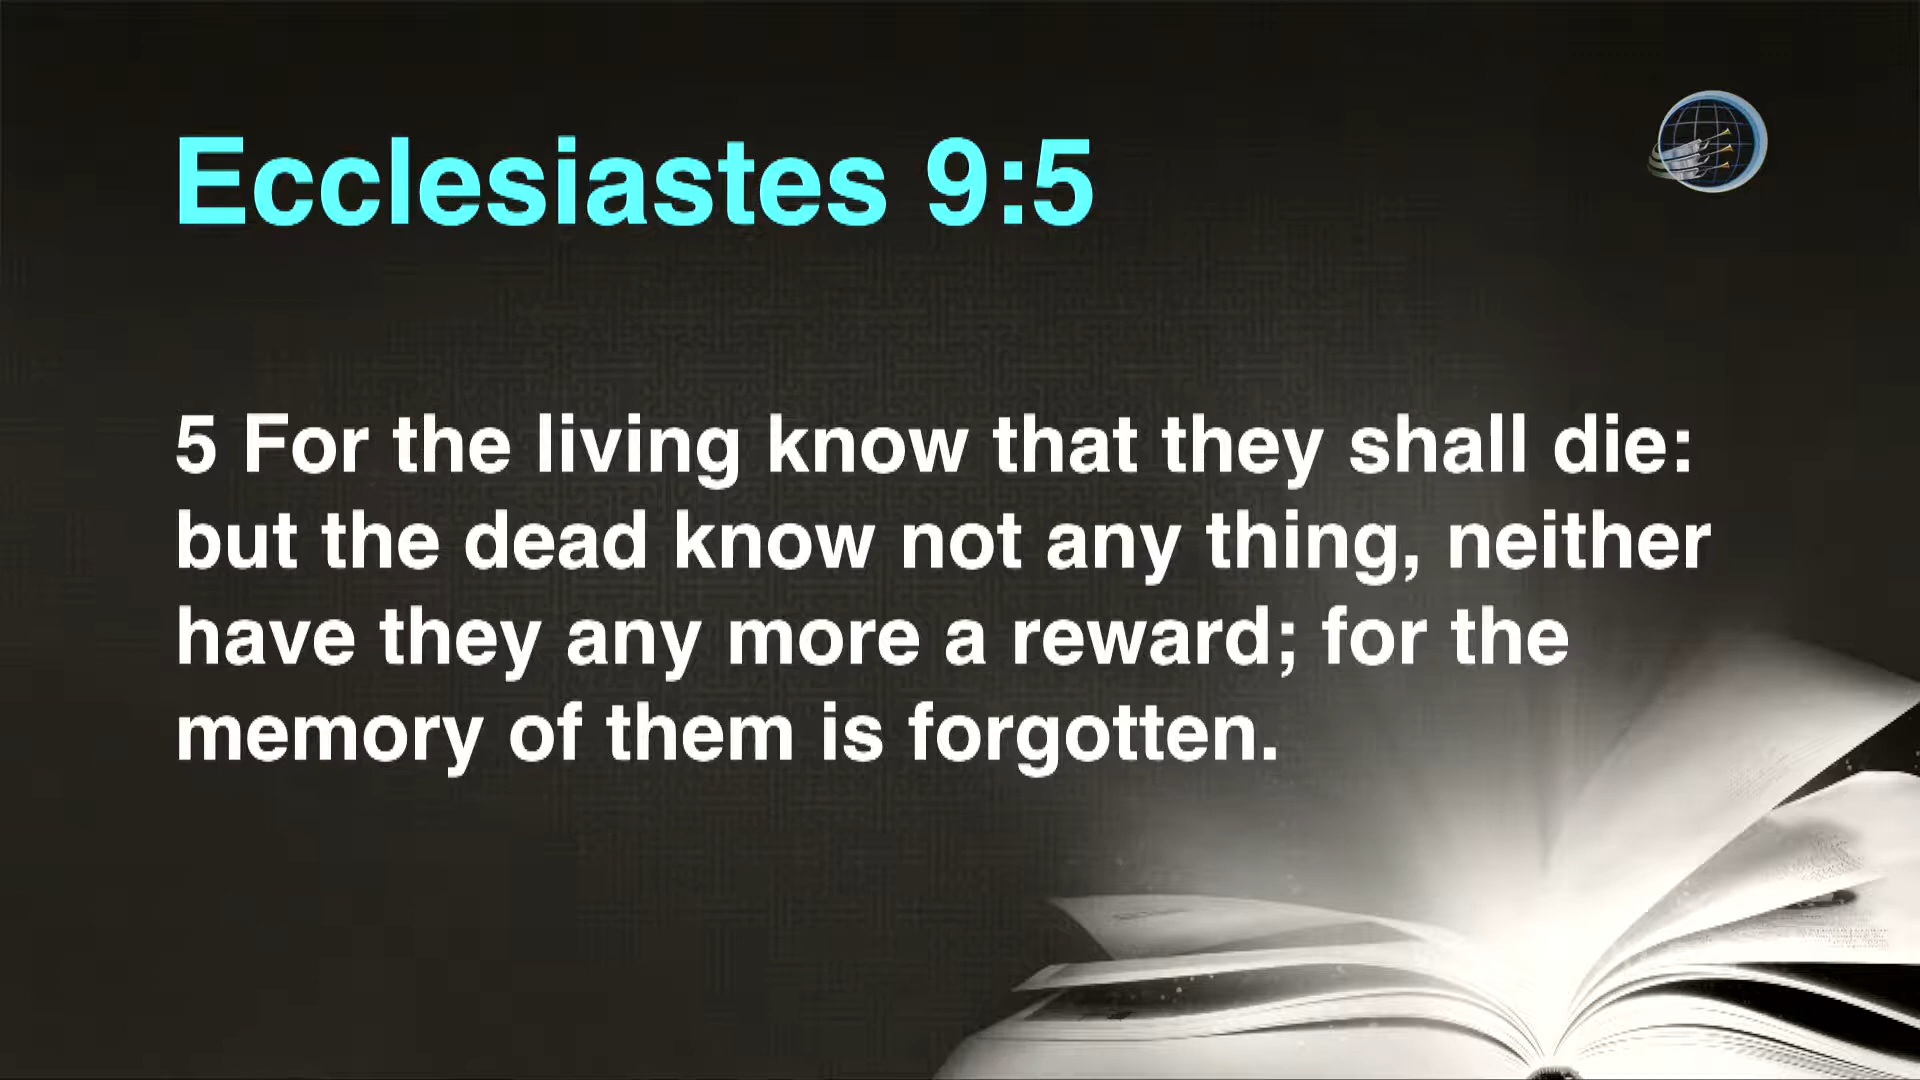 Ecclesiastes 9:5
5 For the living know that they shall die:
but the dead know not any thing, neither
have they any more a reward; for the
memory of them is forgotten.